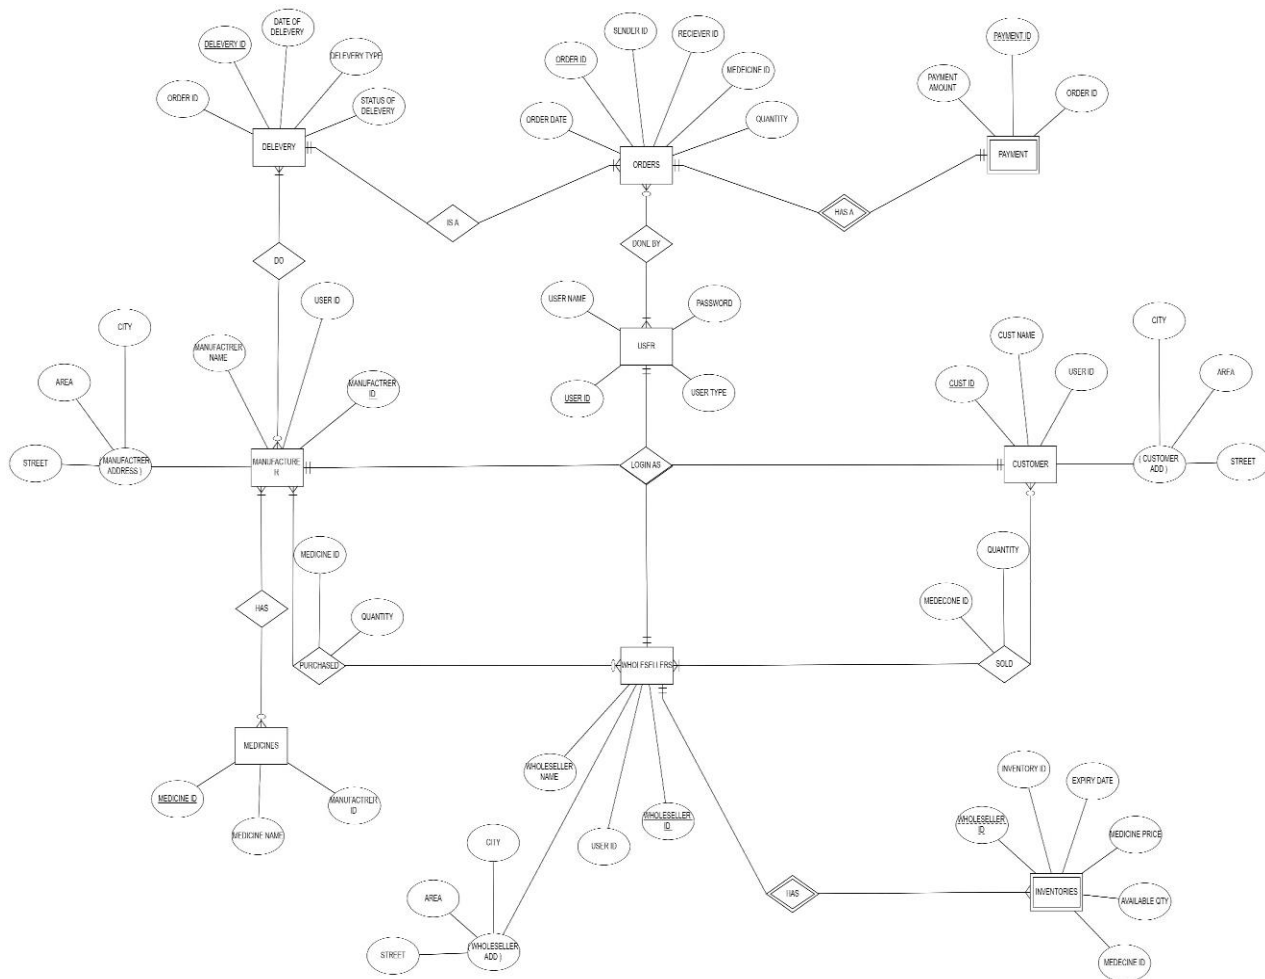 DATE OF
DELEVERY
DELEVERY ID
DELEVERY TYPE
ORDER ID
STATUS OF
DELEVERY
DELEVERY
SENDER ID
RECIEVER ID
ORDER ID
MEDEICINE ID
ORDER DATE
QUANTITY
ORDERS
PAYMENT ID
PAYMENT
AMOUNT
ORDER ID
PAYMENT
IS A
HAS A
DO
DONE BY
USER NAME
PASSWORD
USER
USER ID
USER TYPE
CITY
AREA
STREET
( MANUFACTRER
ADDRESS )
MANUFACTRER
NAME
USER ID
MANUFACTRER
ID
MANUFACTURE
R
LOGIN AS
CUST NAME
CUST ID
USER ID
CUSTOMER
CITY
AREA
( CUSTOMER
ADD )
STREET
MEDICINE ID
QUANTITY
HAS
PURCHASED
WHOLESELLERS
QUANTITY
MEDECONE ID
SOLD
MEDICINES
MEDICINE ID
MEDICINE NAME
MANUFACTRER
ID
WHOLESELLER
NAME
USER ID
WHOLESELLER
ID
CITY
AREA
STREET
( WHOLESELLER
ADD )
HAS
INVENTORY ID
EXPIRY DATE
WHOLESELLER
ID
MEDICINE PRICE
INVENTORIES
AVAILABLE QTY
MEDECINE ID